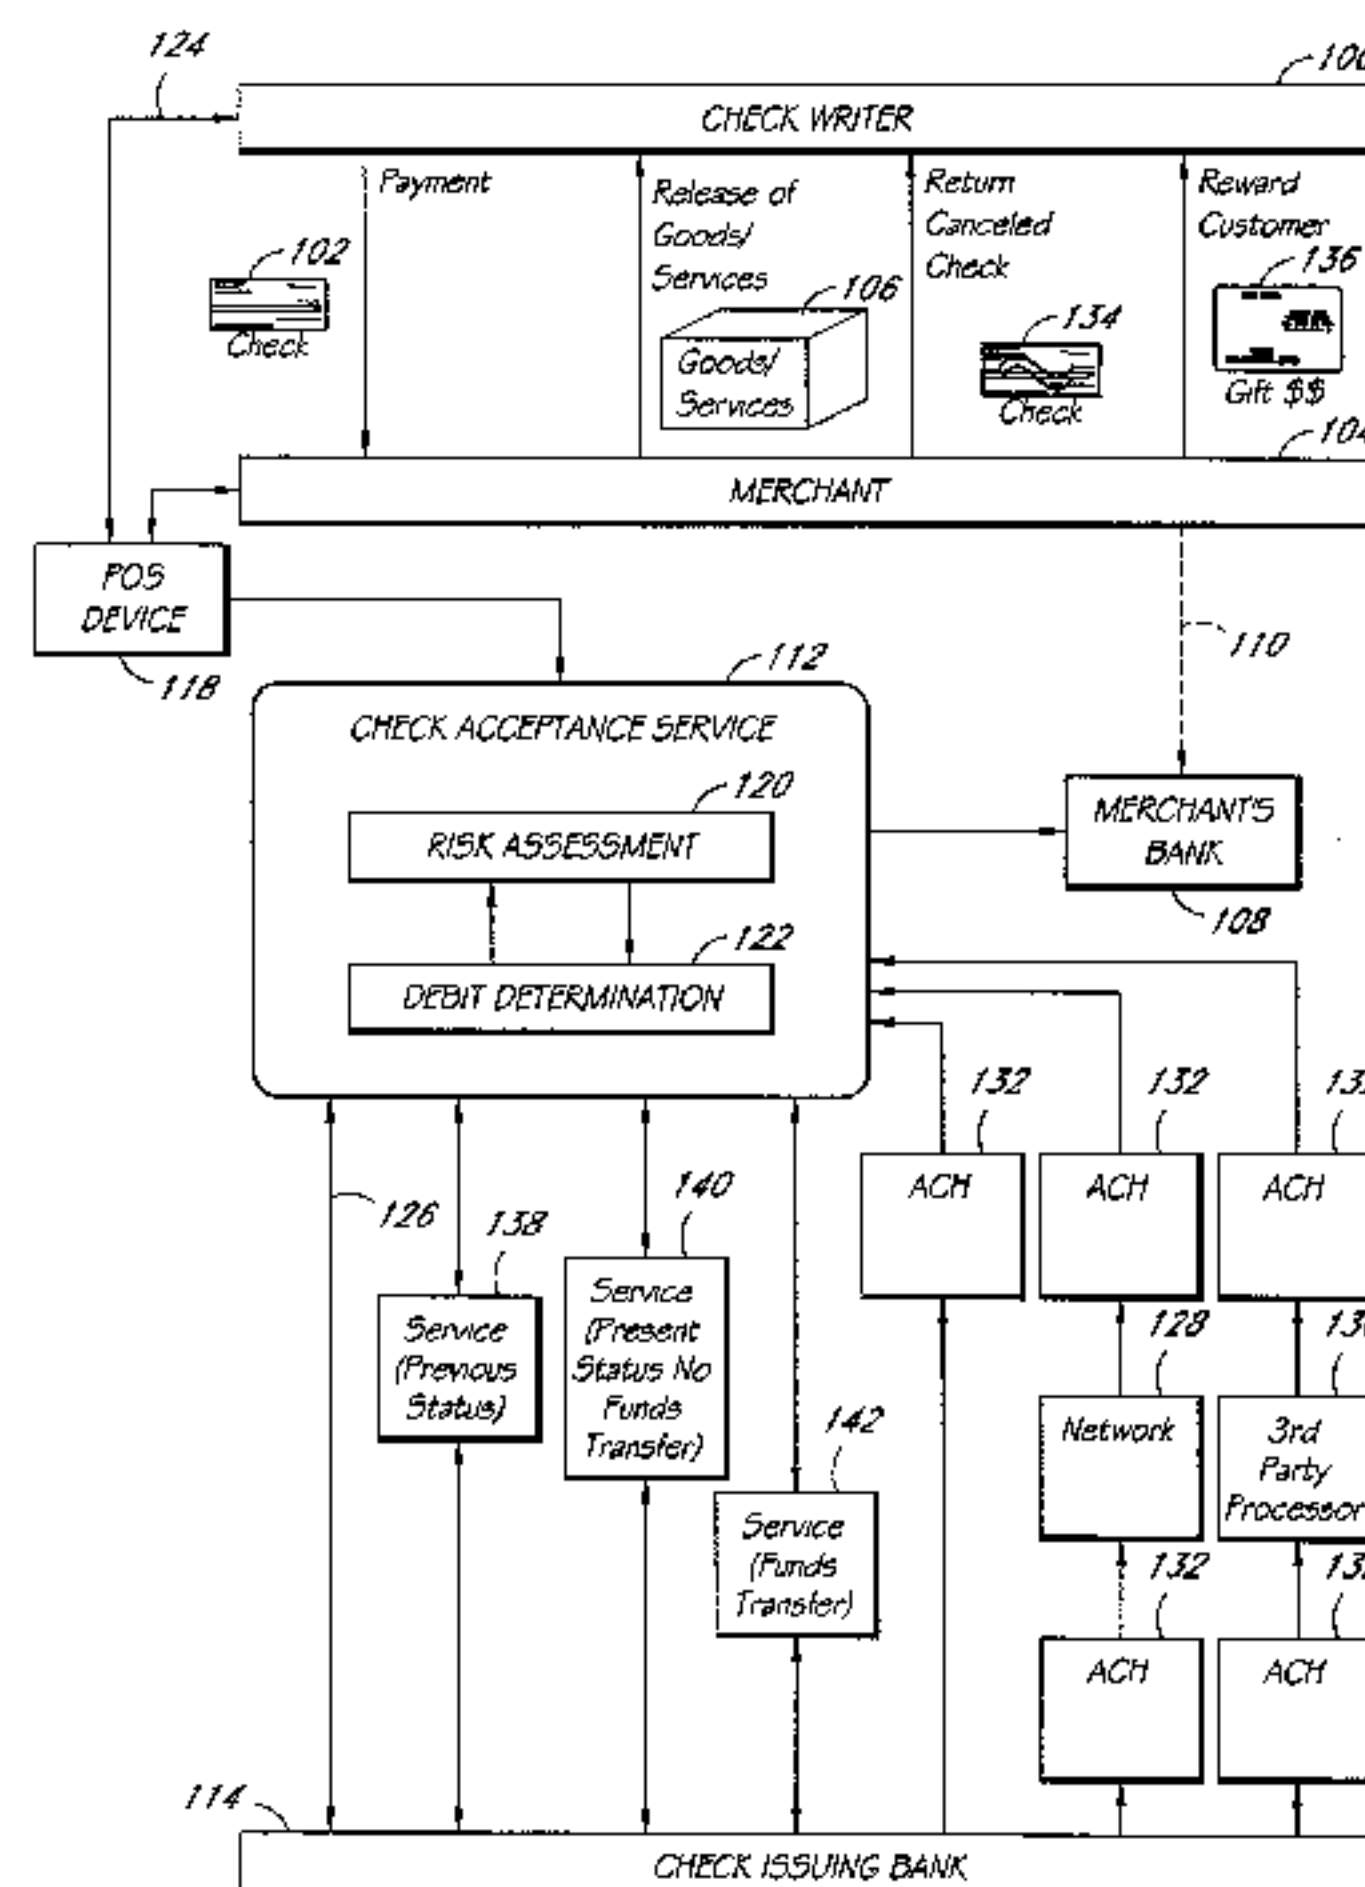 124
100
CHECK WRITER
Payment
Release of
Goods/
Services
Return
Canceled
Check
Reward
Customer
102
Check
106
Goods/
Services
134
Check
136
Gift $$
104
MERCHANT
POS
DEVICE
118
110
112
CHECK ACCEPTANCE SERVICE
120
RISK ASSESSMENT
122
DEBIT DETERMINATION
MERCHANT'S
BANK
108
132
132
ACH
ACH
ACH
126
138
Service
(Previous
Status)
140
Service
(Present
Status No
Funds
Transfer)
142
Service
(Funds
Transfer)
128
Network
3rd
Party
Processor
132
ACH
ACH
114
CHECK ISSUING BANK